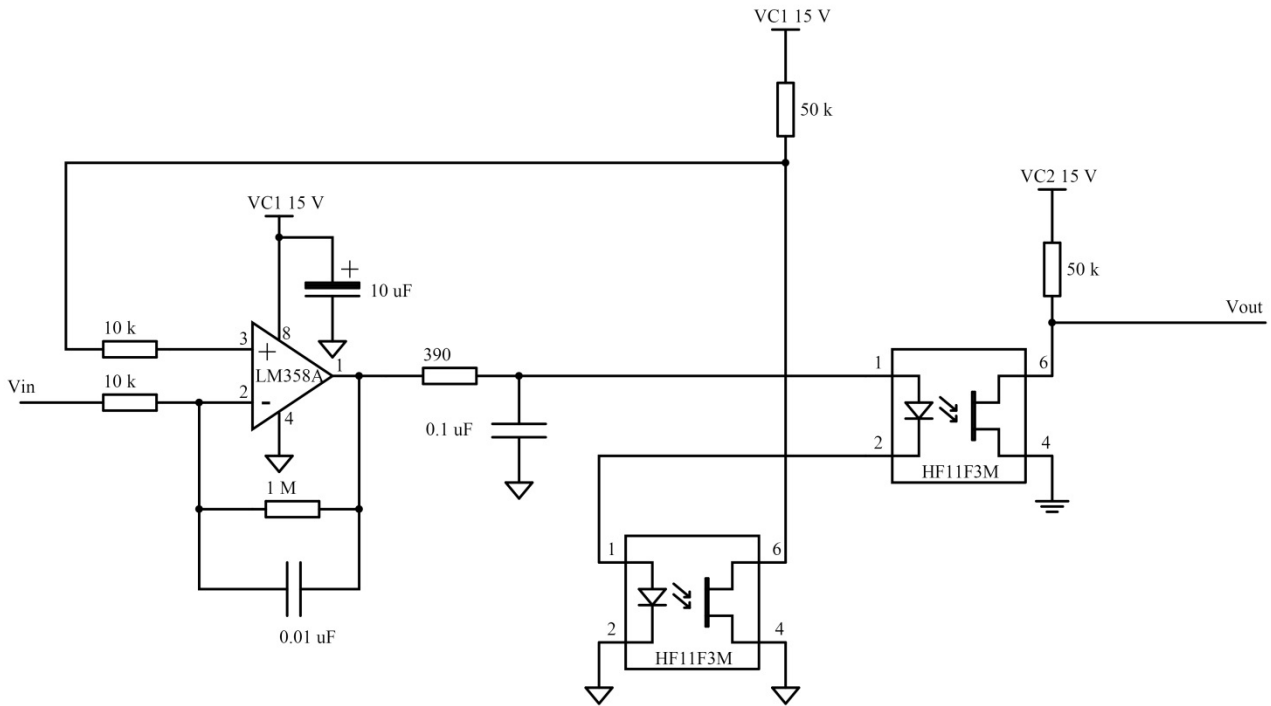 VC1 15 V
50 k
VC2 15 V
VC1 15 V
50 k
10 uF
Vout
10 k
3
8
+
LM358A
1
390
1
6
Vin
10 k
2
-
4
0.1 uF
2
4
HF11F3M
1 M
1
6
0.01 uF
2
4
HF11F3M